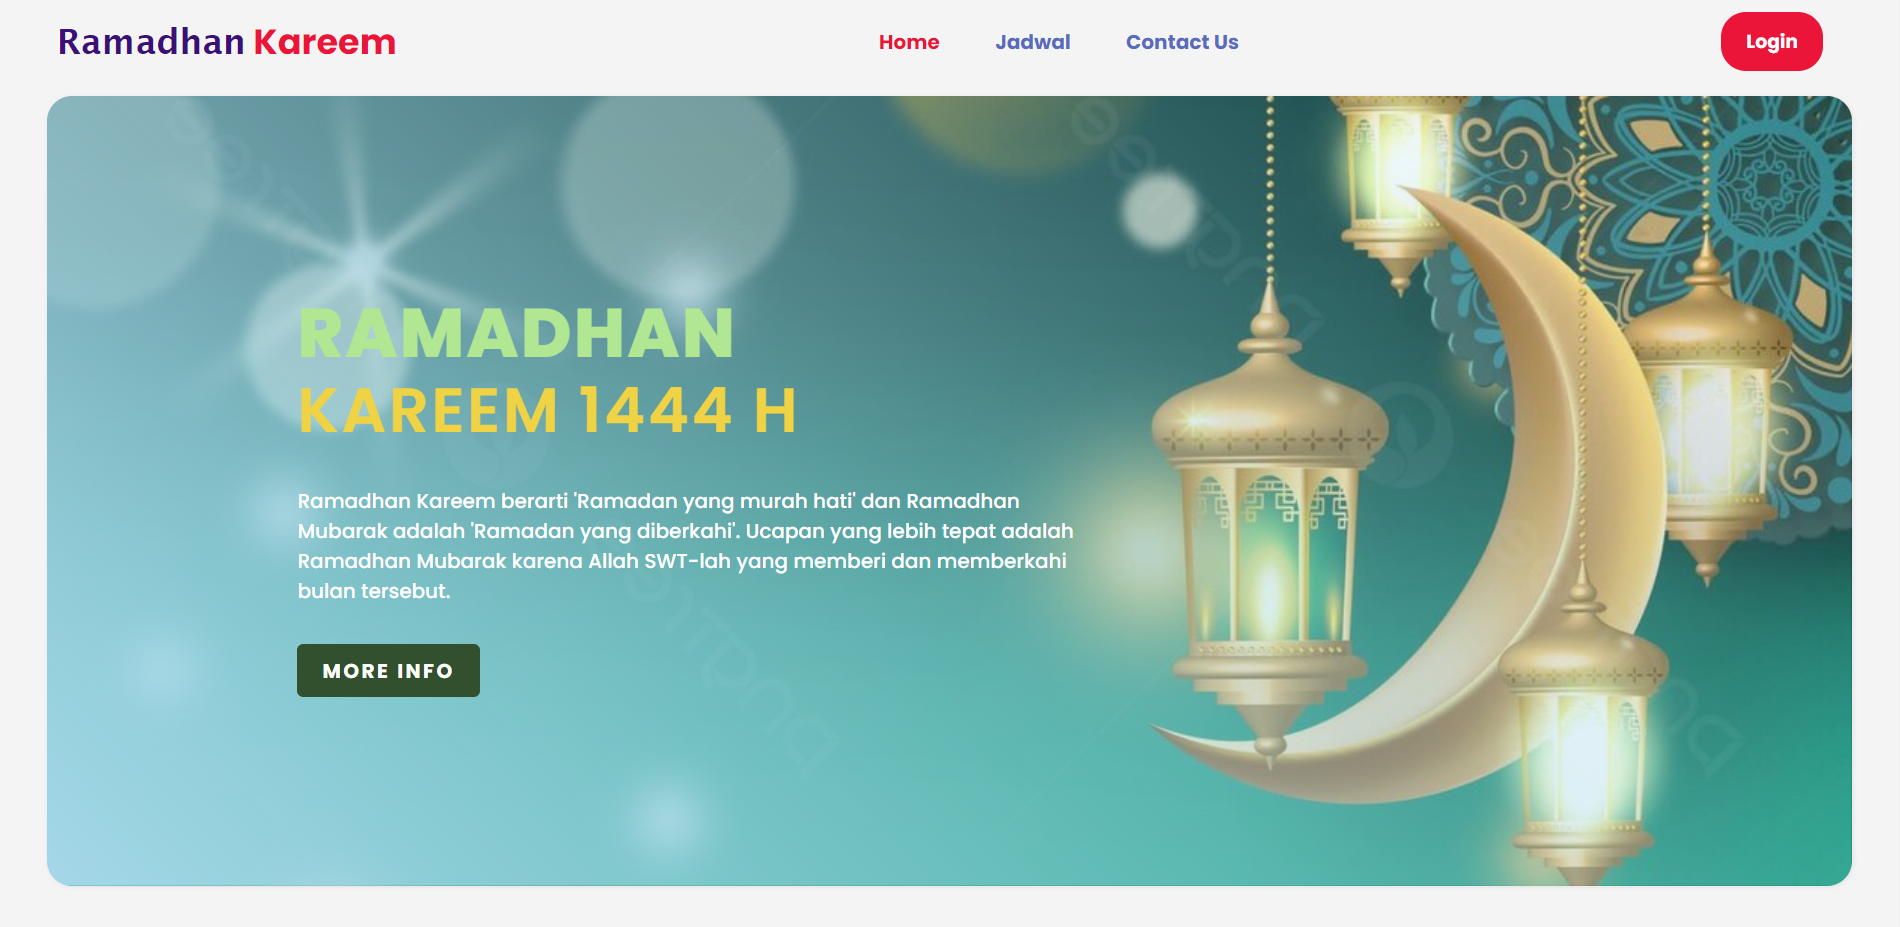 Ramadhan Kareem
Home
Jadwal
Contact Us
Login
RAMADHAN
KAREEM 1444 H
Ramadhan Kareem berarti 'Ramadan yang murah hati' dan Ramadhan
Mubarak adalah 'Ramadan yang diberkahi'. Ucapan yang lebih tepat adalah
Ramadhan Mubarak karena Allah SWT-lah yang memberi dan memberkahi
bulan tersebut.
MORE INFO